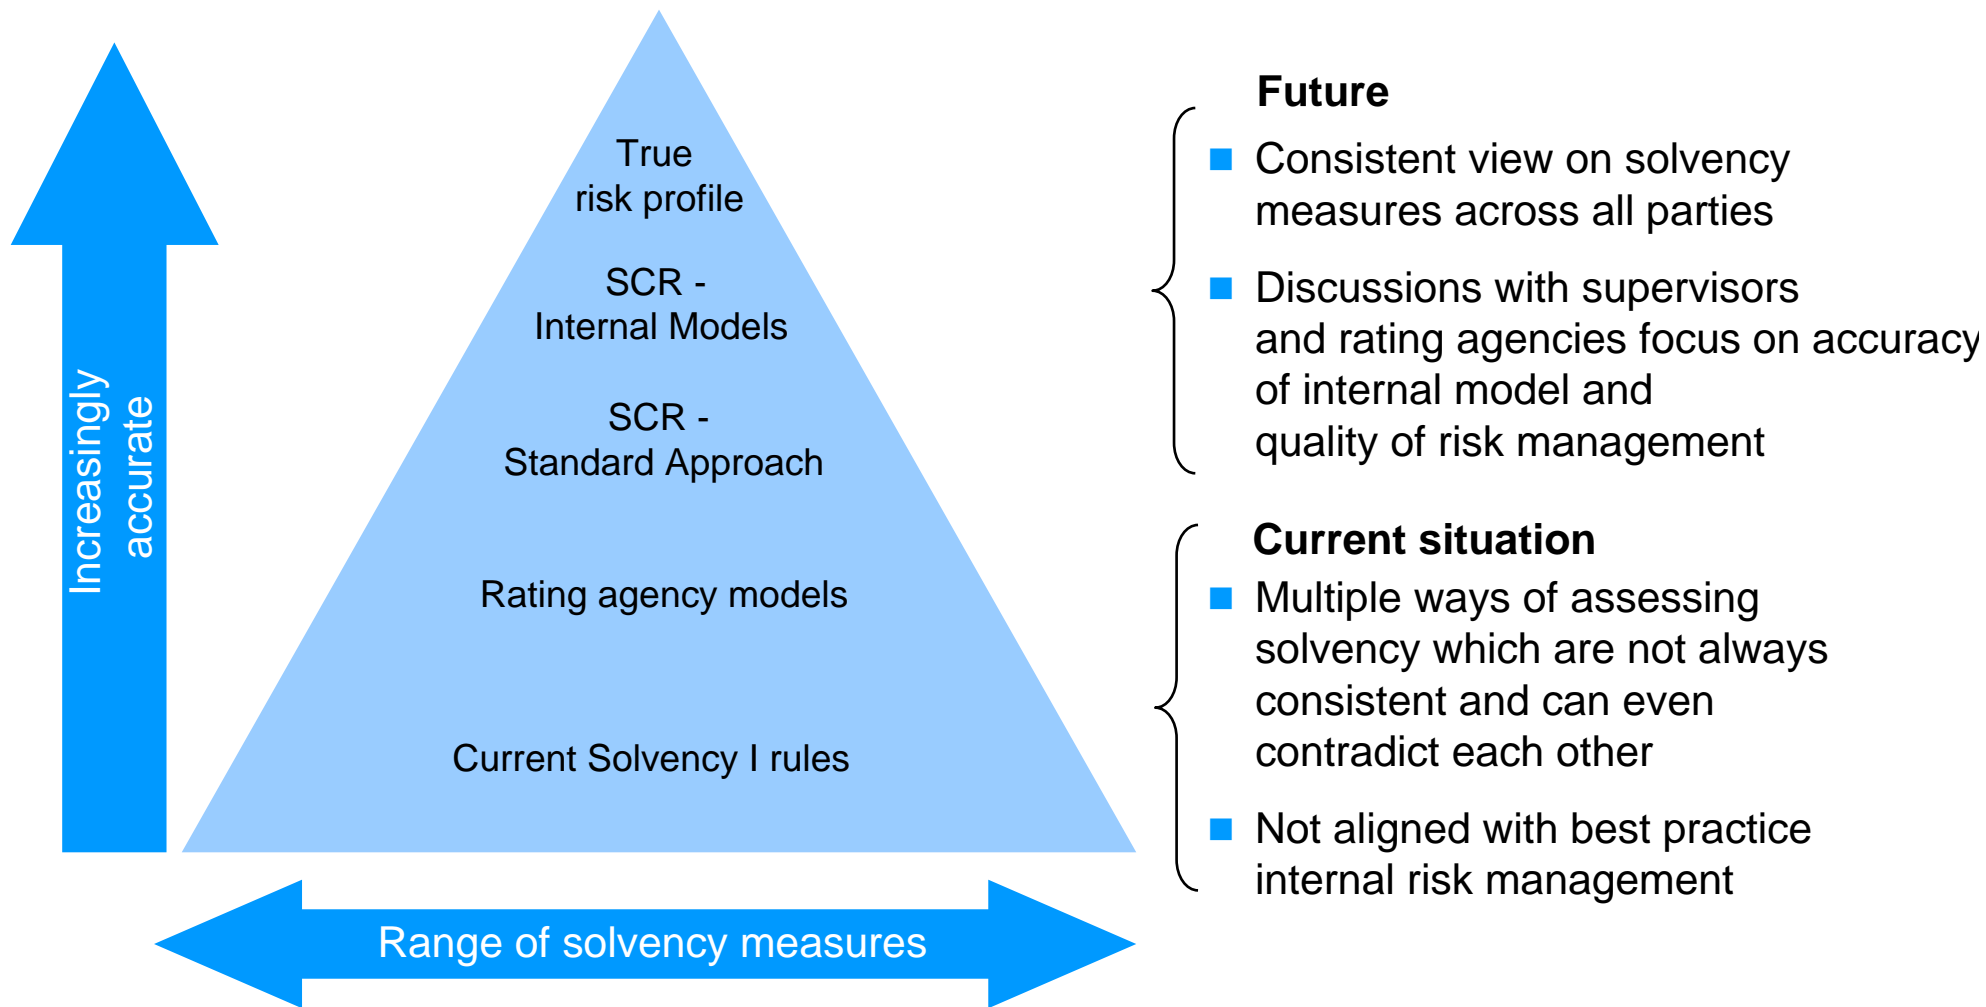 Increasingly
accurate
True
risk profile
SCR -
Internal Models
SCR -
Standard Approach
Rating agency models
Current Solvency I rules
Range of solvency measures
Future
Consistent view on solvency
measures across all parties
Discussions with supervisors
and rating agencies focus on accuracy
of internal model and
quality of risk management
Current situation
Multiple ways of assessing
solvency which are not always
consistent and can even
contradict each other
Not aligned with best practice
internal risk management